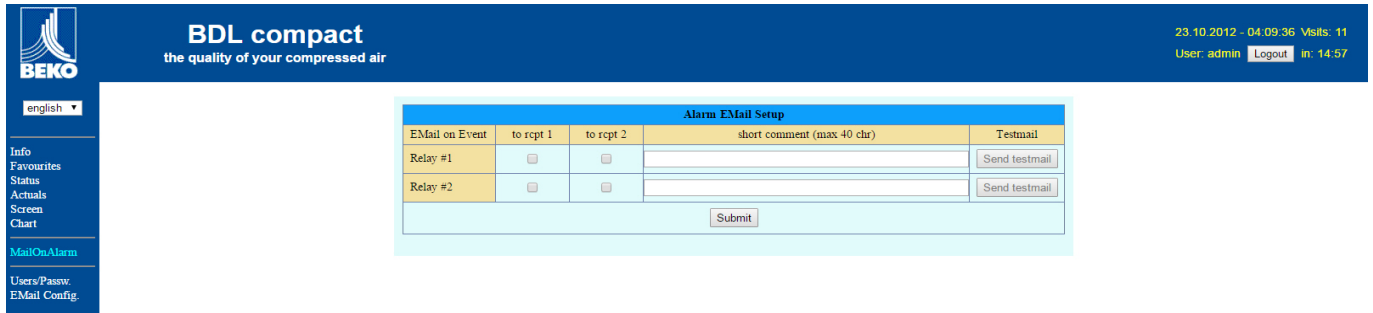 BEKO
BDL compact
the quality of your compressed air
23.10.2012 - 04:09:36 Visits: 11
User: admin Logout in: 14:57
english
Info
Favourites
Status
Actuals
Screen
Chart
MailOnAlarm
Users/Passw.
EMail Config.
Alarm EMail Setup
EMail on Event to rcpt 1 to rcpt 2 short comment (max 40 chr) Testmail
Relay #1 Send testmail
Relay #2 Send testmail
Submit